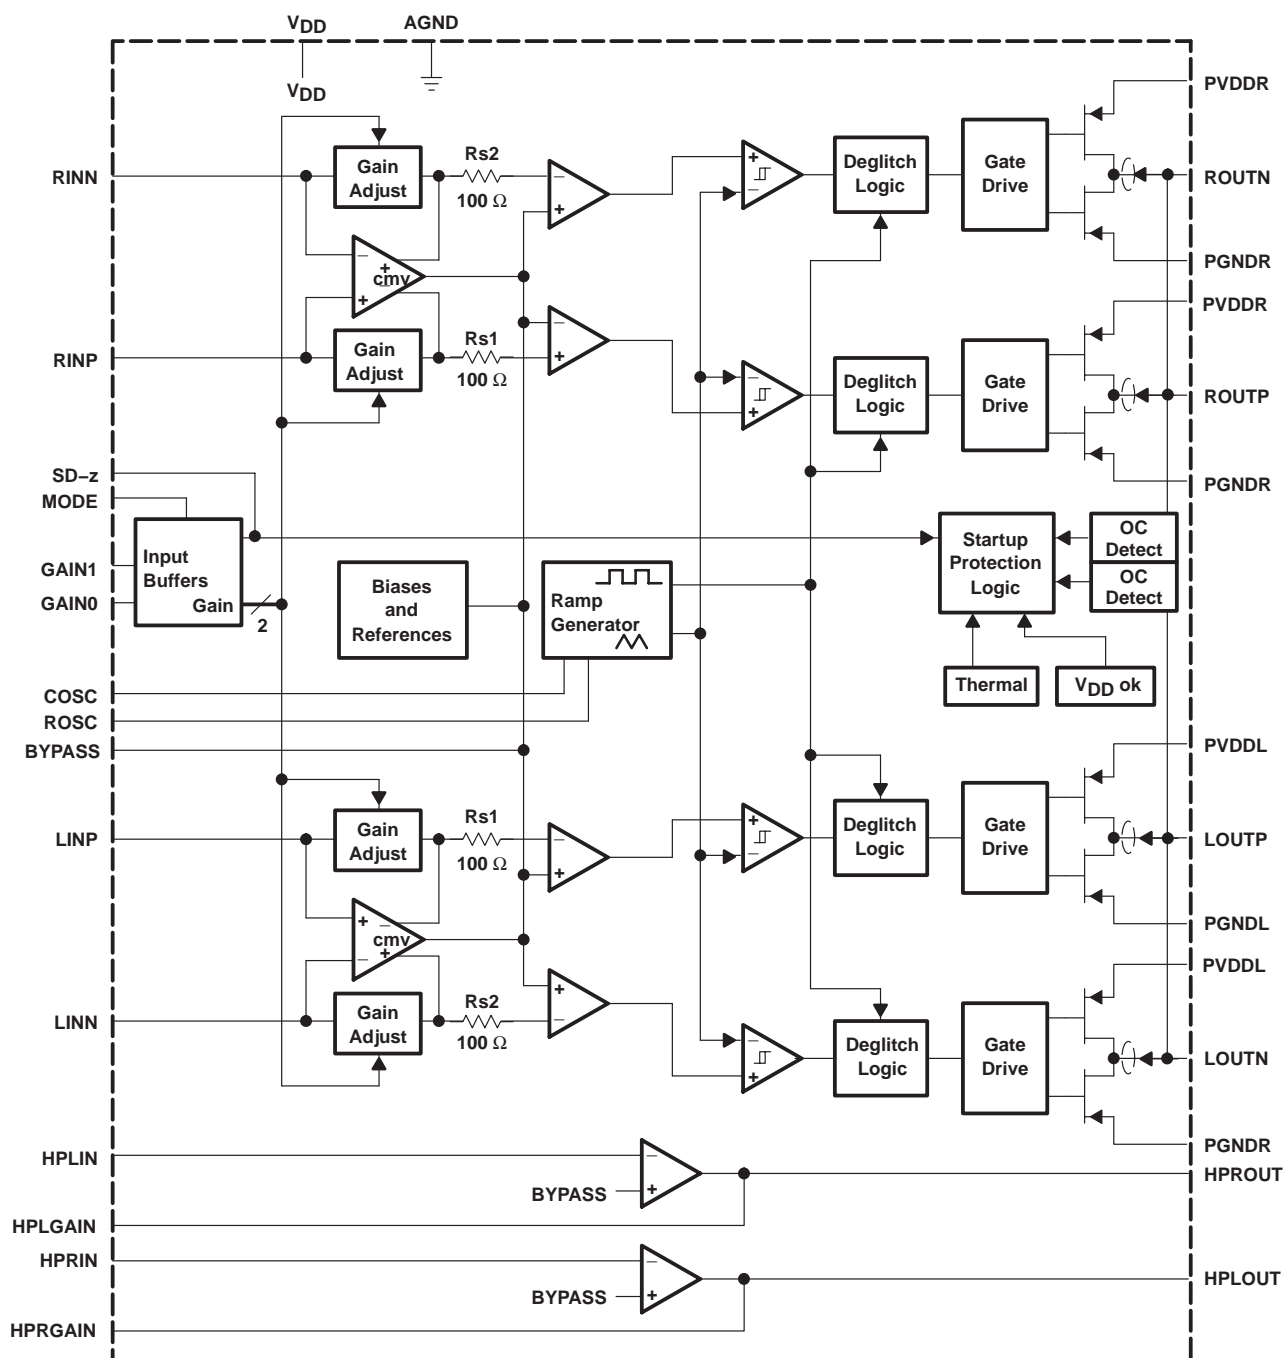 VDD
AGND
VDD
PVDDR
RINN
Gain
Adjust
Rs2
100 Ω
−
+
+
−
Deglitch
Logic
Gate
Drive
ROUTN
−
+
cmv
−
+
PGNDR
PVDDR
RINP
Gain
Adjust
Rs1
100 Ω
−
+
−
+
Deglitch
Logic
Gate
Drive
ROUTP
PGNDR
SD−z
MODE
GAIN1
GAIN0
Input
Buffers
Gain
2
Biases
and
References
Ramp
Generator
Startup
Protection
Logic
OC
Detect
OC
Detect
Thermal
VDD ok
COSC
ROSC
BYPASS
PVDDL
LINP
Gain
Adjust
Rs1
100 Ω
−
+
+
−
Deglitch
Logic
Gate
Drive
LOUTP
+
−
cmv
+
−
PGNDL
PVDDL
LINN
Gain
Adjust
Rs2
100 Ω
+
−
−
+
Deglitch
Logic
Gate
Drive
LOUTN
PGNDR
HPLIN
−
BYPASS
+
HPROUT
HPLGAIN
HPRIN
−
BYPASS
+
HPLOUT
HPRGAIN